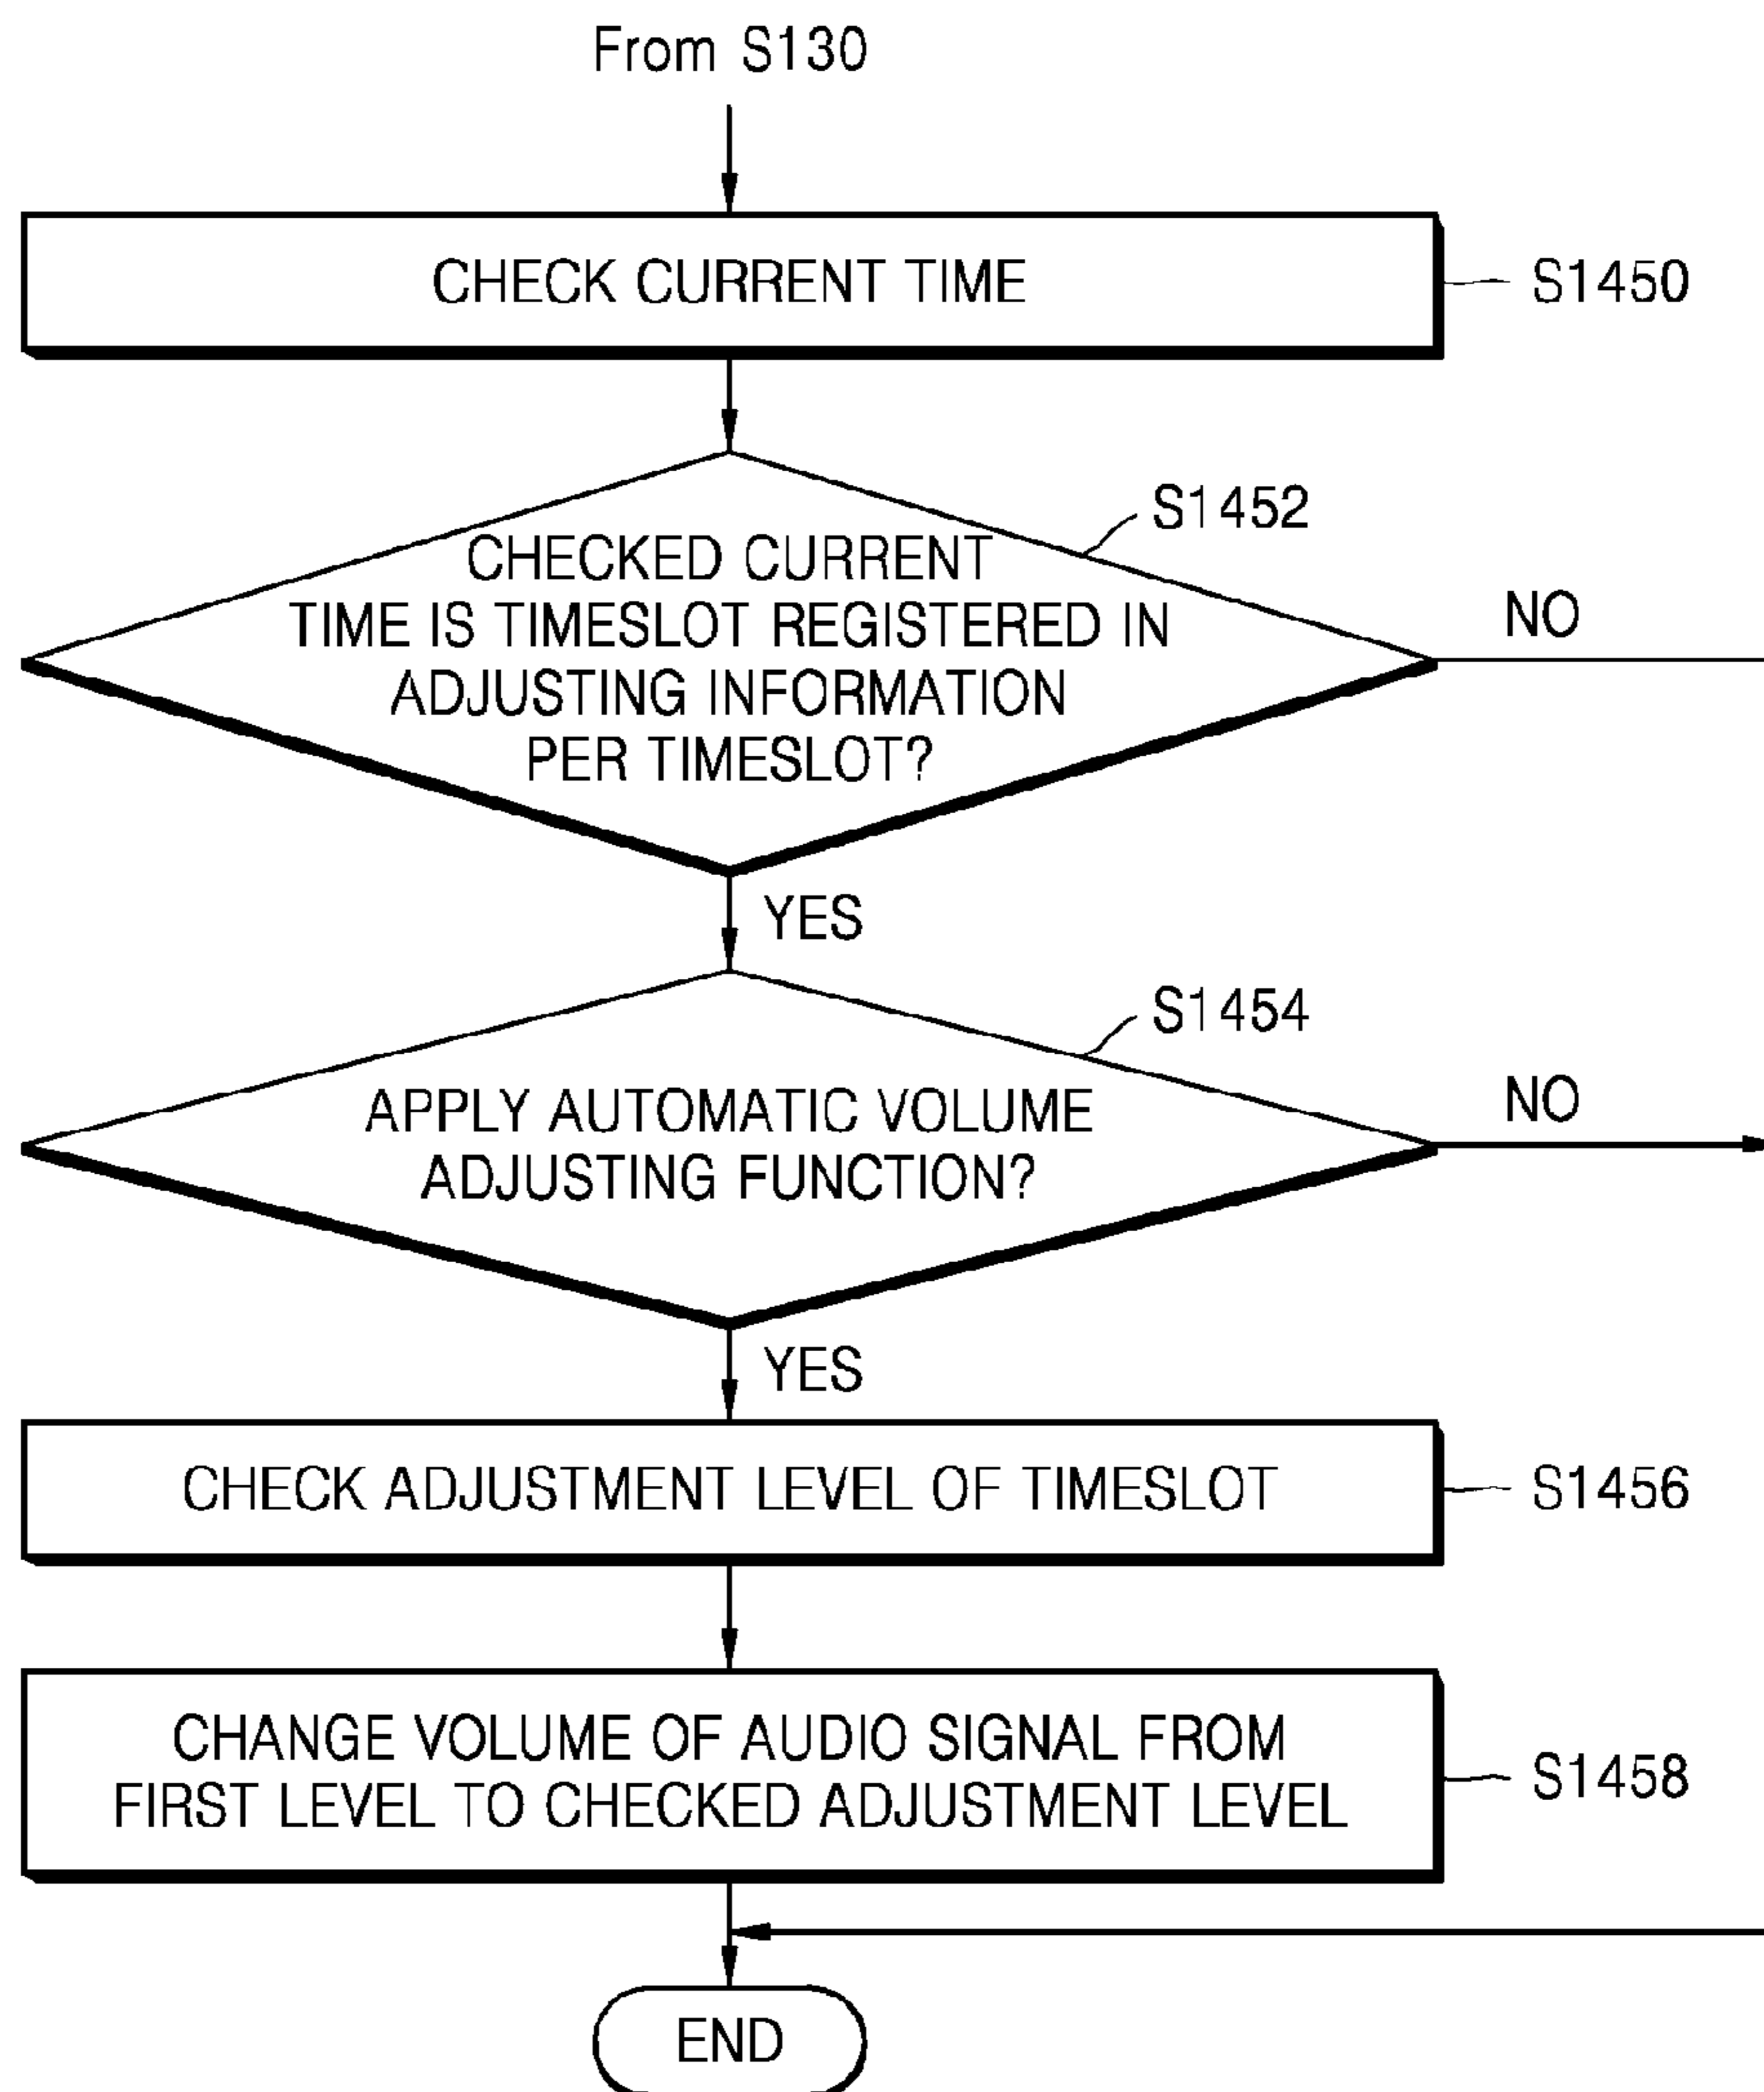 From S130
CHECK CURRENT TIME
S1450
S1452
CHECKED CURRENT
TIME IS TIMESLOT REGISTERED IN
ADJUSTING INFORMATION
PER TIMESLOT?
NO
YES
S1454
APPLY AUTOMATIC VOLUME
ADJUSTING FUNCTION?
NO
YES
CHECK ADJUSTMENT LEVEL OF TIMESLOT
S1456
CHANGE VOLUME OF AUDIO SIGNAL FROM
FIRST LEVEL TO CHECKED ADJUSTMENT LEVEL
S1458
END